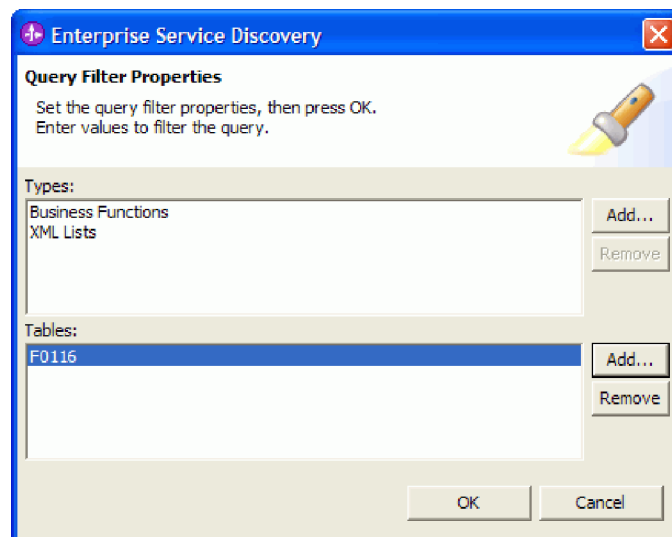 Enterprise Service Discovery
Query Filter Properties
Set the query filter properties, then press OK.
Enter values to filter the query.
Types:
Business Functions
XML Lists
Add...
Remove
Tables:
F0116
Add...
Remove
OK
Cancel